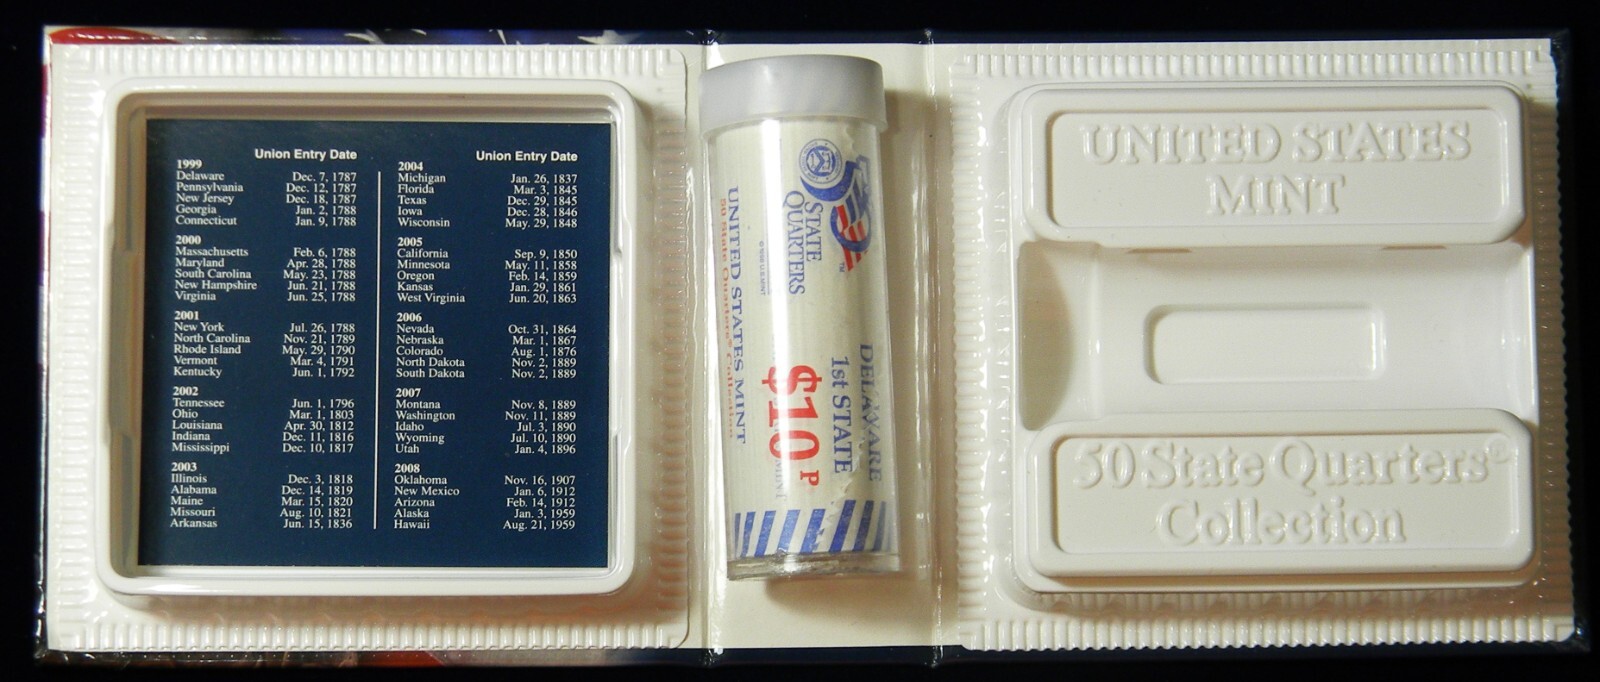 Union Entry Date
1999
Delaware Dec. 7, 1787
Pennsylvania Dec. 12, 1787
New Jersey Dec. 18, 1787
Georgia Jan. 2, 1788
Connecticut Jan. 9, 1788
2000
Massachusetts Feb. 6, 1788
Maryland Apr. 28, 1788
South Carolina May. 23, 1788
New Hampshire Jun. 21, 1788
Virginia Jun. 25, 1788
2001
New York Jul. 26, 1788
North Carolina Nov. 21, 1789
Rhode Island May. 29, 1790
Vermont Mar. 4, 1791
Kentucky Jun. 1, 1792
2002
Tennessee Jun. 1, 1796
Ohio Mar. 1, 1803
Louisiana Apr. 30, 1812
Indiana Dec. 11, 1816
Mississippi Dec. 10, 1817
2003
Illinois Dec. 3, 1818
Alabama Dec. 14, 1819
Maine Mar. 15, 1820
Missouri Aug. 10, 1821
Arkansas Jun. 15, 1836
Union Entry Date
2004
Michigan Jan. 26, 1837
Florida Mar. 3, 1845
Texas Dec. 29, 1845
Iowa Dec. 28, 1846
Wisconsin May. 29, 1848
2005
California Sep. 9, 1850
Minnesota May. 11, 1858
Oregon Feb. 14, 1859
Kansas Jan. 29, 1861
West Virginia Jun. 20, 1863
2006
Nevada Oct. 31, 1864
Nebraska Mar. 1, 1867
Colorado Aug. 1, 1876
North Dakota Nov. 2, 1889
South Dakota Nov. 2, 1889
2007
Montana Nov. 8, 1889
Washington Nov. 11, 1889
Idaho Jul. 3, 1890
Wyoming Jul. 10, 1890
Utah Jan. 4, 1896
2008
Oklahoma Nov. 16, 1907
New Mexico Jan. 6, 1912
Arizona Feb. 14, 1912
Alaska Jan. 3, 1959
Hawaii Aug. 21, 1959
STATE
QUARTERS
™
UNITED STATES MINT
50 State Quarters® Collection
DELAWARE
1st STATE
$10 P
UNITED STATES
MINT
50 State Quarters®
Collection